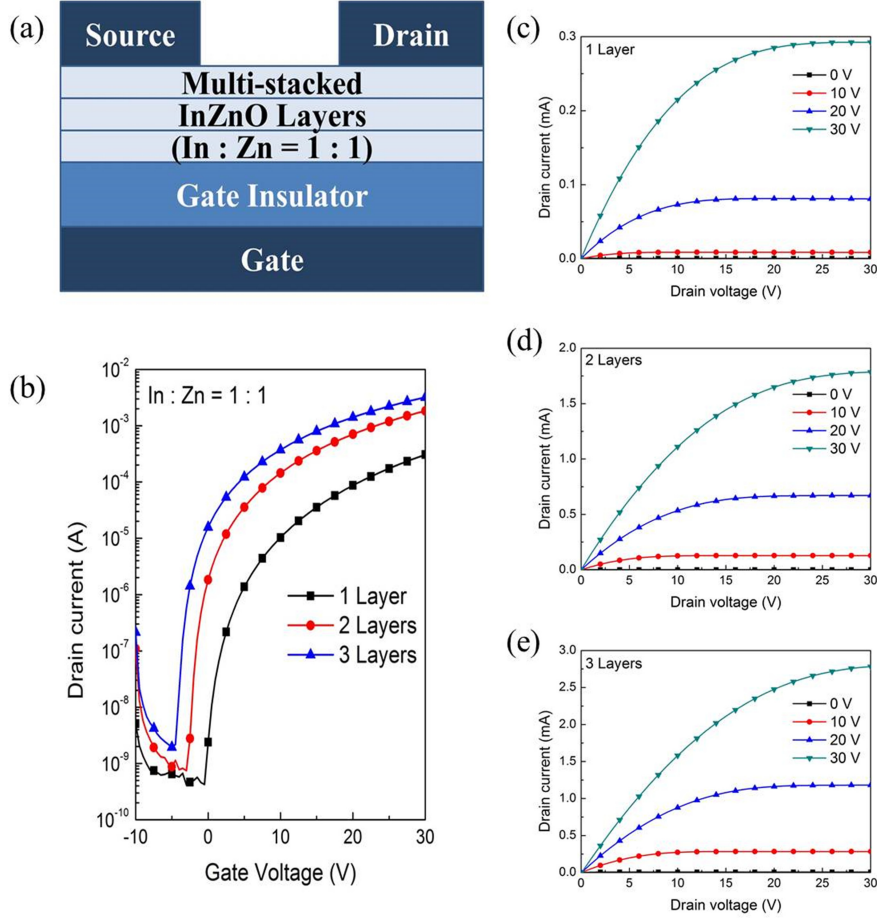 (a)
Source
Drain
Multi-stacked
InZnO Layers
(In : Zn = 1 : 1)
Gate Insulator
Gate
(b)
In : Zn = 1 : 1
10⁻²
10⁻³
10⁻⁴
10⁻⁵
10⁻⁶
10⁻⁷
10⁻⁸
10⁻⁹
10⁻¹⁰
Drain current (A)
1 Layer
2 Layers
3 Layers
-10 0 10 20 30
Gate Voltage (V)
(c)
1 Layer
0 V
10 V
20 V
30 V
0.3
0.2
0.1
0.0
Drain current (mA)
0 5 10 15 20 25 30
Drain voltage (V)
(d)
2 Layers
0 V
10 V
20 V
30 V
2.0
1.5
1.0
0.5
0.0
Drain current (mA)
0 5 10 15 20 25 30
Drain voltage (V)
(e)
3 Layers
0 V
10 V
20 V
30 V
3.0
2.5
2.0
1.5
1.0
0.5
0.0
Drain current (mA)
0 5 10 15 20 25 30
Drain voltage (V)